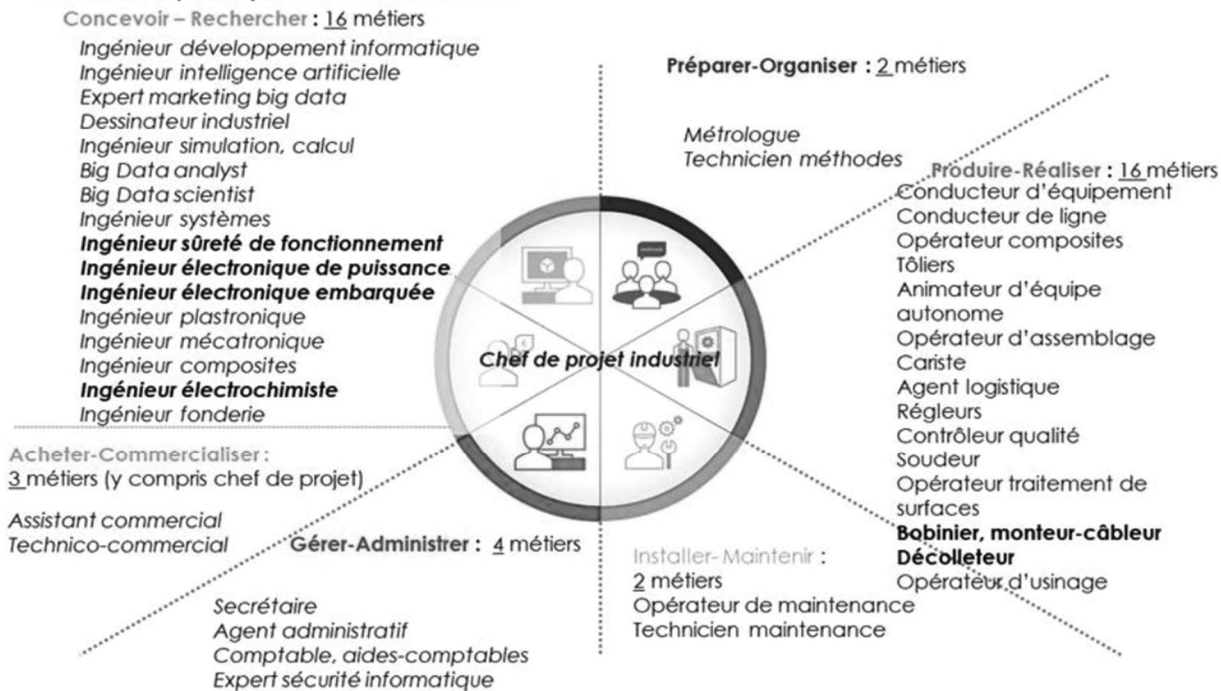 Concevoir – Rechercher : 16 métiers
Ingénieur développement informatique
Ingénieur intelligence artificielle
Expert marketing big data
Dessinateur industriel
Ingénieur simulation, calcul
Big Data analyst
Big Data scientist
Ingénieur systèmes
Ingénieur sûreté de fonctionnement
Ingénieur électronique de puissance
Ingénieur électronique embarquée
Ingénieur plastronique
Ingénieur mécatronique
Ingénieur composites
Ingénieur électrochimiste
Ingénieur fonderie
Préparer-Organiser : 2 métiers
Métrologue
Technicien méthodes
Produire-Réaliser : 16 métiers
Conducteur d'équipement
Conducteur de ligne
Opérateur composites
Tôliers
Animateur d'équipe
autonome
Opérateur d'assemblage
Cariste
Agent logistique
Régleurs
Contrôleur qualité
Soudeur
Opérateur traitement de
surfaces
Bobinier, monteur-câbleur
Décolleteur
Opérateur d'usinage
Chef de projet industriel
Acheter-Commercialiser :
3 métiers (y compris chef de projet)
Assistant commercial
Technico-commercial
Gérer-Administrer : 4 métiers
Secrétaire
Agent administratif
Comptable, aides-comptables
Expert sécurité informatique
Installer- Maintenir :
2 métiers
Opérateur de maintenance
Technicien maintenance